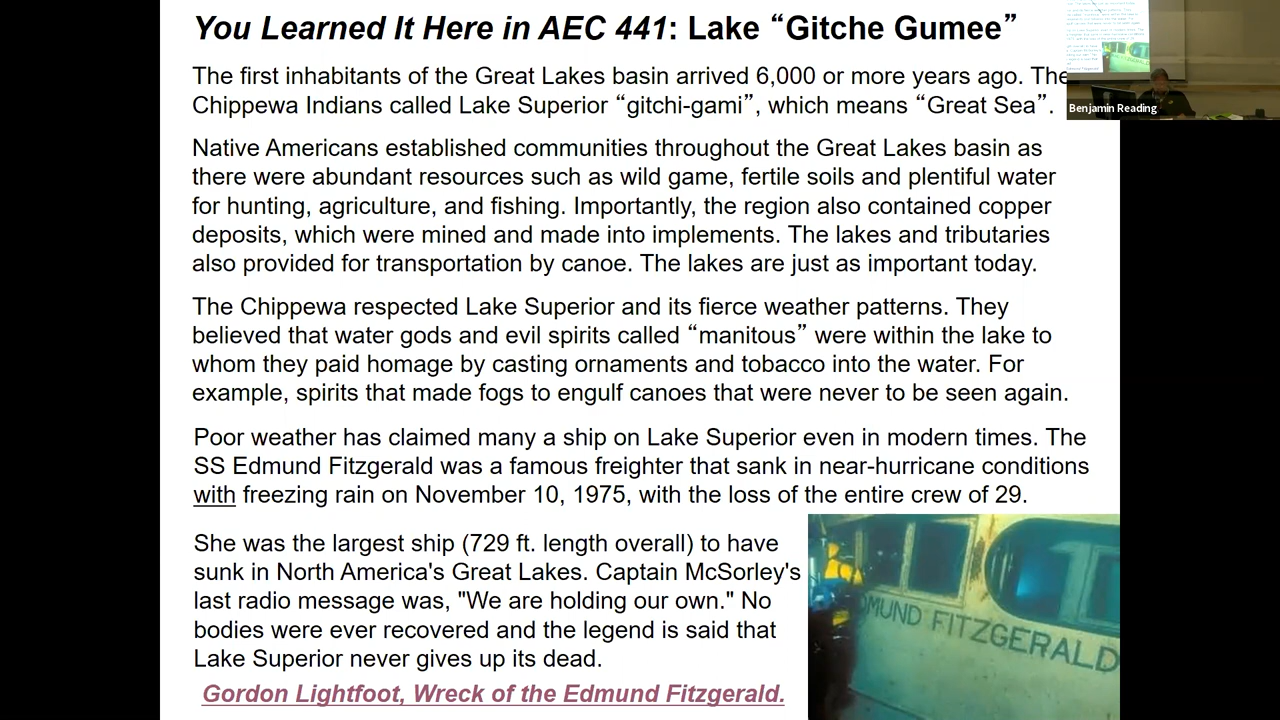 You Learned It Here in AEC 441: Lake “Gitche Gumee”
The first inhabitants of the Great Lakes basin arrived 6,000 or more years ago. The
Chippewa Indians called Lake Superior “gitchi-gami”, which means “Great Sea”.
Benjamin Reading
Native Americans established communities throughout the Great Lakes basin as
there were abundant resources such as wild game, fertile soils and plentiful water
for hunting, agriculture, and fishing. Importantly, the region also contained copper
deposits, which were mined and made into implements. The lakes and tributaries
also provided for transportation by canoe. The lakes are just as important today.
The Chippewa respected Lake Superior and its fierce weather patterns. They
believed that water gods and evil spirits called “manitous” were within the lake to
whom they paid homage by casting ornaments and tobacco into the water. For
example, spirits that made fogs to engulf canoes that were never to be seen again.
Poor weather has claimed many a ship on Lake Superior even in modern times. The
SS Edmund Fitzgerald was a famous freighter that sank in near-hurricane conditions
with freezing rain on November 10, 1975, with the loss of the entire crew of 29.
She was the largest ship (729 ft. length overall) to have
sunk in North America's Great Lakes. Captain McSorley's
last radio message was, "We are holding our own." No
bodies were ever recovered and the legend is said that
Lake Superior never gives up its dead.
Gordon Lightfoot, Wreck of the Edmund Fitzgerald.
DMUND FITZGERALD